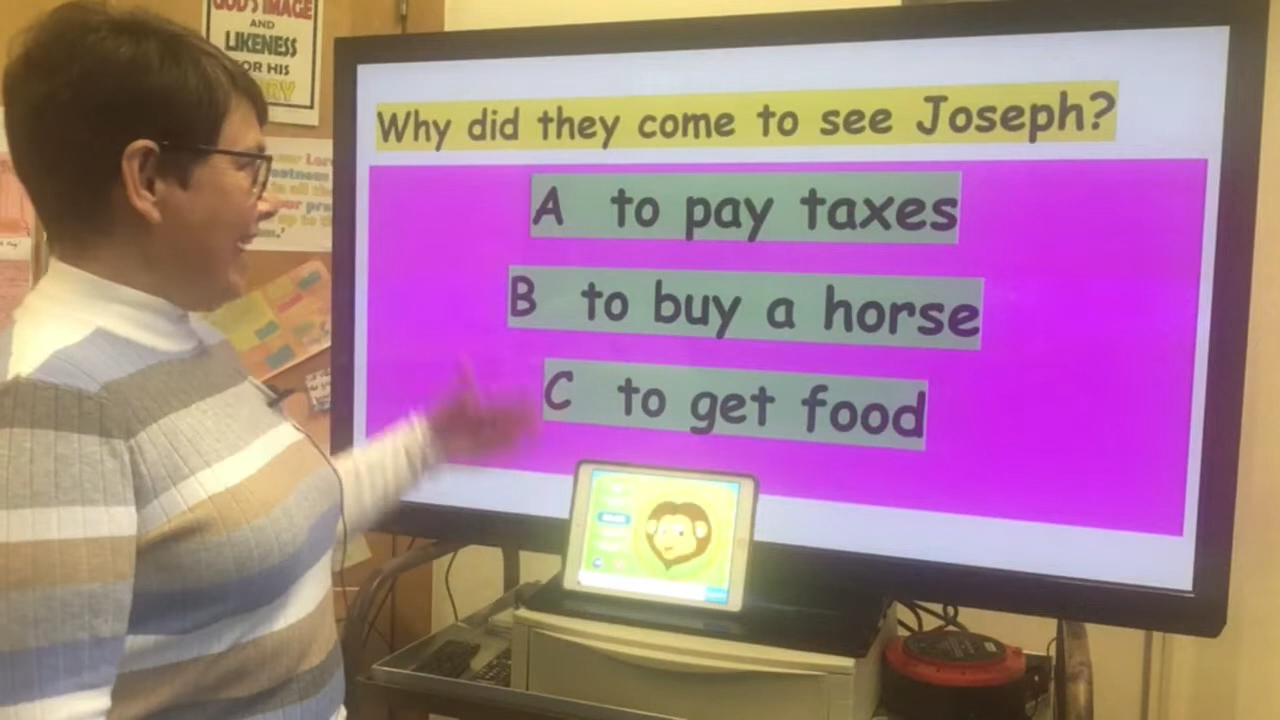 GOD'S IMAGE
AND
LIKENESS
FOR HIS
Why did they come to see Joseph?
A to pay taxes
B to buy a horse
C to get food